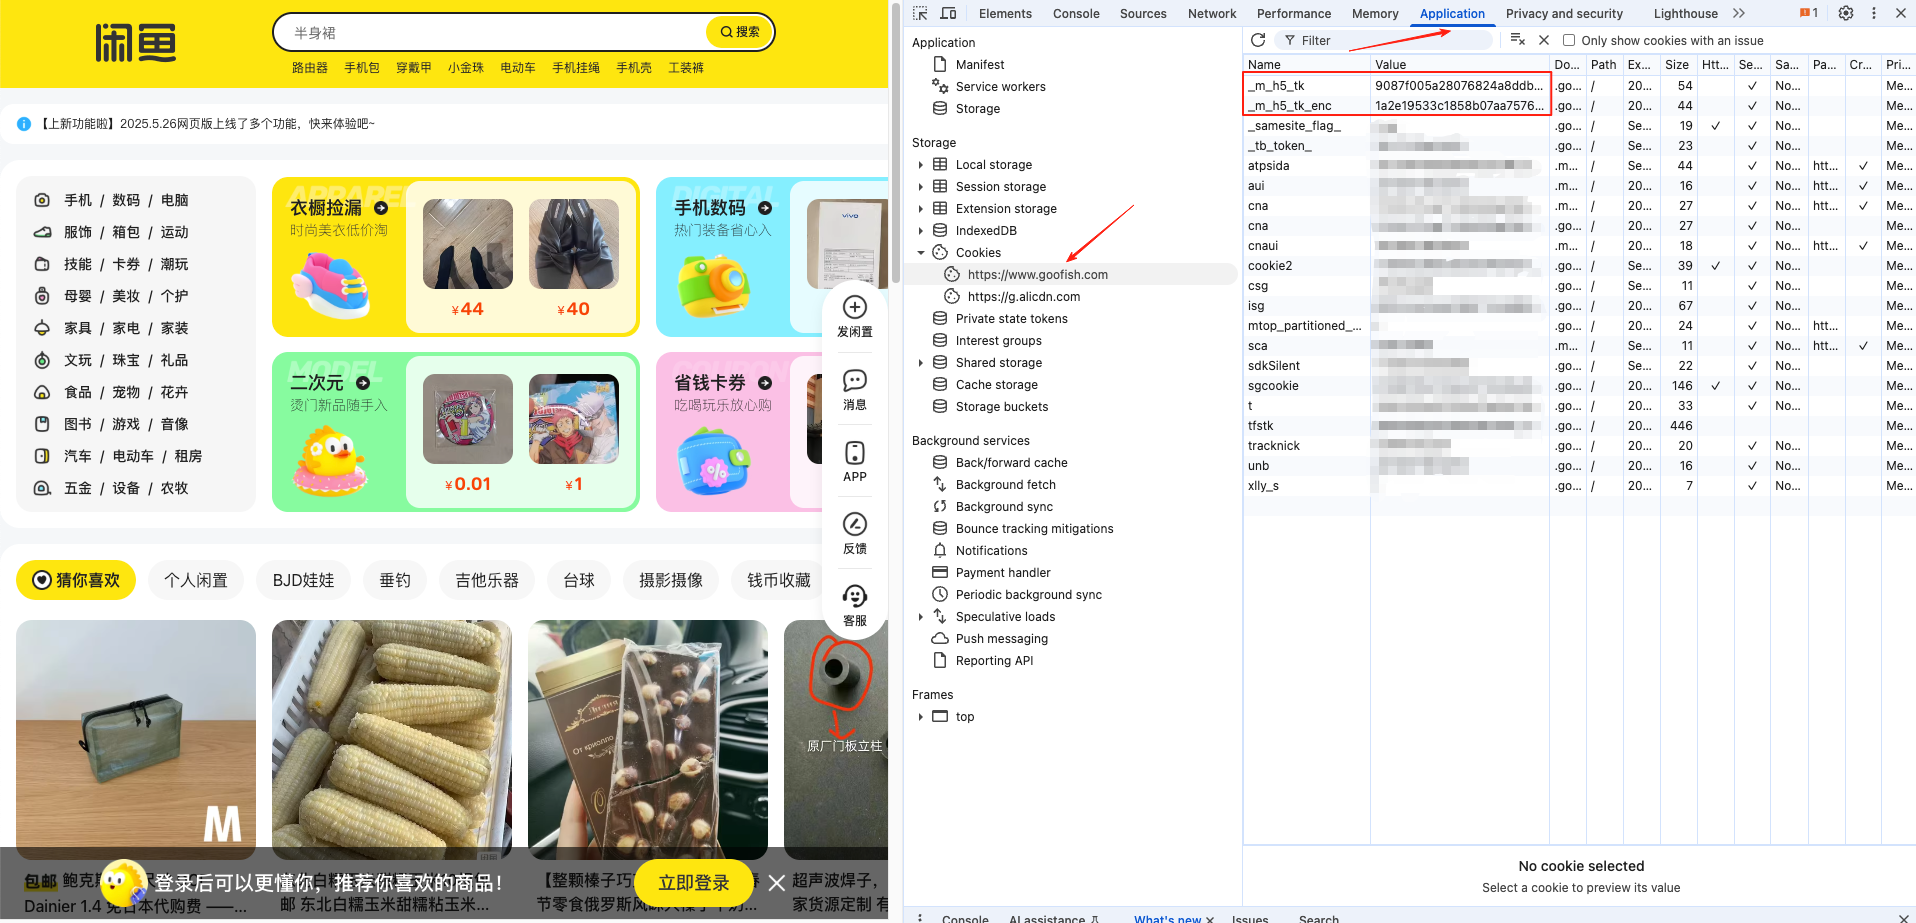 闲鱼
半身裙
搜索
路由器 手机包 穿戴甲 小金珠 电动车 手机挂绳 手机壳 工装裤
【上新功能啦】2025.5.26网页版上线了多个功能，快来体验吧~
手机 / 数码 / 电脑
服饰 / 箱包 / 运动
技能 / 卡券 / 潮玩
母婴 / 美妆 / 个护
家具 / 家电 / 家装
文玩 / 珠宝 / 礼品
食品 / 宠物 / 花卉
图书 / 游戏 / 音像
汽车 / 电动车 / 租房
五金 / 设备 / 农牧
APPAREL
衣橱捡漏
时尚美衣低价淘
¥44
¥40
DIGITAL
手机数码
热门装备省心入
vivo
MODEL
二次元
烫门新品随手入
¥0.01
¥1
COUPON
省钱卡券
吃喝玩乐放心购
发闲置
消息
APP
反馈
客服
猜你喜欢 个人闲置 BJD娃娃 垂钓 吉他乐器 台球 摄影摄像 钱币收藏
原厂门板立柱
M
登录后可以更懂你，推荐你喜欢的商品！
立即登录
包邮
Dainier 1.4 免日本代购费 ——...
邮 东北白糯玉米甜糯粘玉米...
【整颗榛子巧
超声波焊子，
家货源定制 有
Elements Console Sources Network Performance Memory Application Privacy and security Lighthouse
1
Application
Manifest
Service workers
Storage
Storage
Local storage
Session storage
Extension storage
IndexedDB
Cookies
https://www.goofish.com
https://g.alicdn.com
Private state tokens
Interest groups
Shared storage
Cache storage
Storage buckets
Background services
Back/forward cache
Background fetch
Background sync
Bounce tracking mitigations
Notifications
Payment handler
Periodic background sync
Speculative loads
Push messaging
Reporting API
Frames
top
Filter
Only show cookies with an issue
Name Value Do... Path Ex... Size Htt... Se... Sa... Pa... Cr... Pri...
_m_h5_tk 9087f005a28076824a8ddb... .go... / 20... 54 ✓ No... Me...
_m_h5_tk_enc 1a2e19533c1858b07aa7576... .go... / 20... 44 ✓ No... Me...
_samesite_flag_ .go... / Se... 19 ✓ ✓ No... Me...
_tb_token_ .go... / Se... 23 ✓ No... Me...
atpsida .m... / Se... 44 ✓ No... htt... ✓ Me...
aui .m... / Se... 16 ✓ No... htt... ✓ Me...
cna .m... / 20... 27 ✓ No... htt... ✓ Me...
cna .go... / 20... 27 ✓ No... Me...
cnaui .m... / Se... 18 ✓ No... htt... ✓ Me...
cookie2 .go... / Se... 39 ✓ ✓ No... Me...
csg .go... / Se... 11 ✓ No... Me...
isg .go... / 20... 67 ✓ No... Me...
mtop_partitioned_... .go... / 20... 24 ✓ No... htt... Me...
sca .m... / Se... 11 ✓ No... htt... ✓ Me...
sdkSilent .go... / Se... 22 ✓ No... Me...
sgcookie .go... / 20... 146 ✓ ✓ No... Me...
t .go... / 20... 33 ✓ No... Me...
tfstk .go... / 20... 446 Me...
tracknick .go... / 20... 20 ✓ No... Me...
unb .go... / Se... 16 ✓ No... Me...
xlly_s .go... / 20... 7 ✓ No... Me...
No cookie selected
Select a cookie to preview its value
Console AI assistance What's new Issues Search